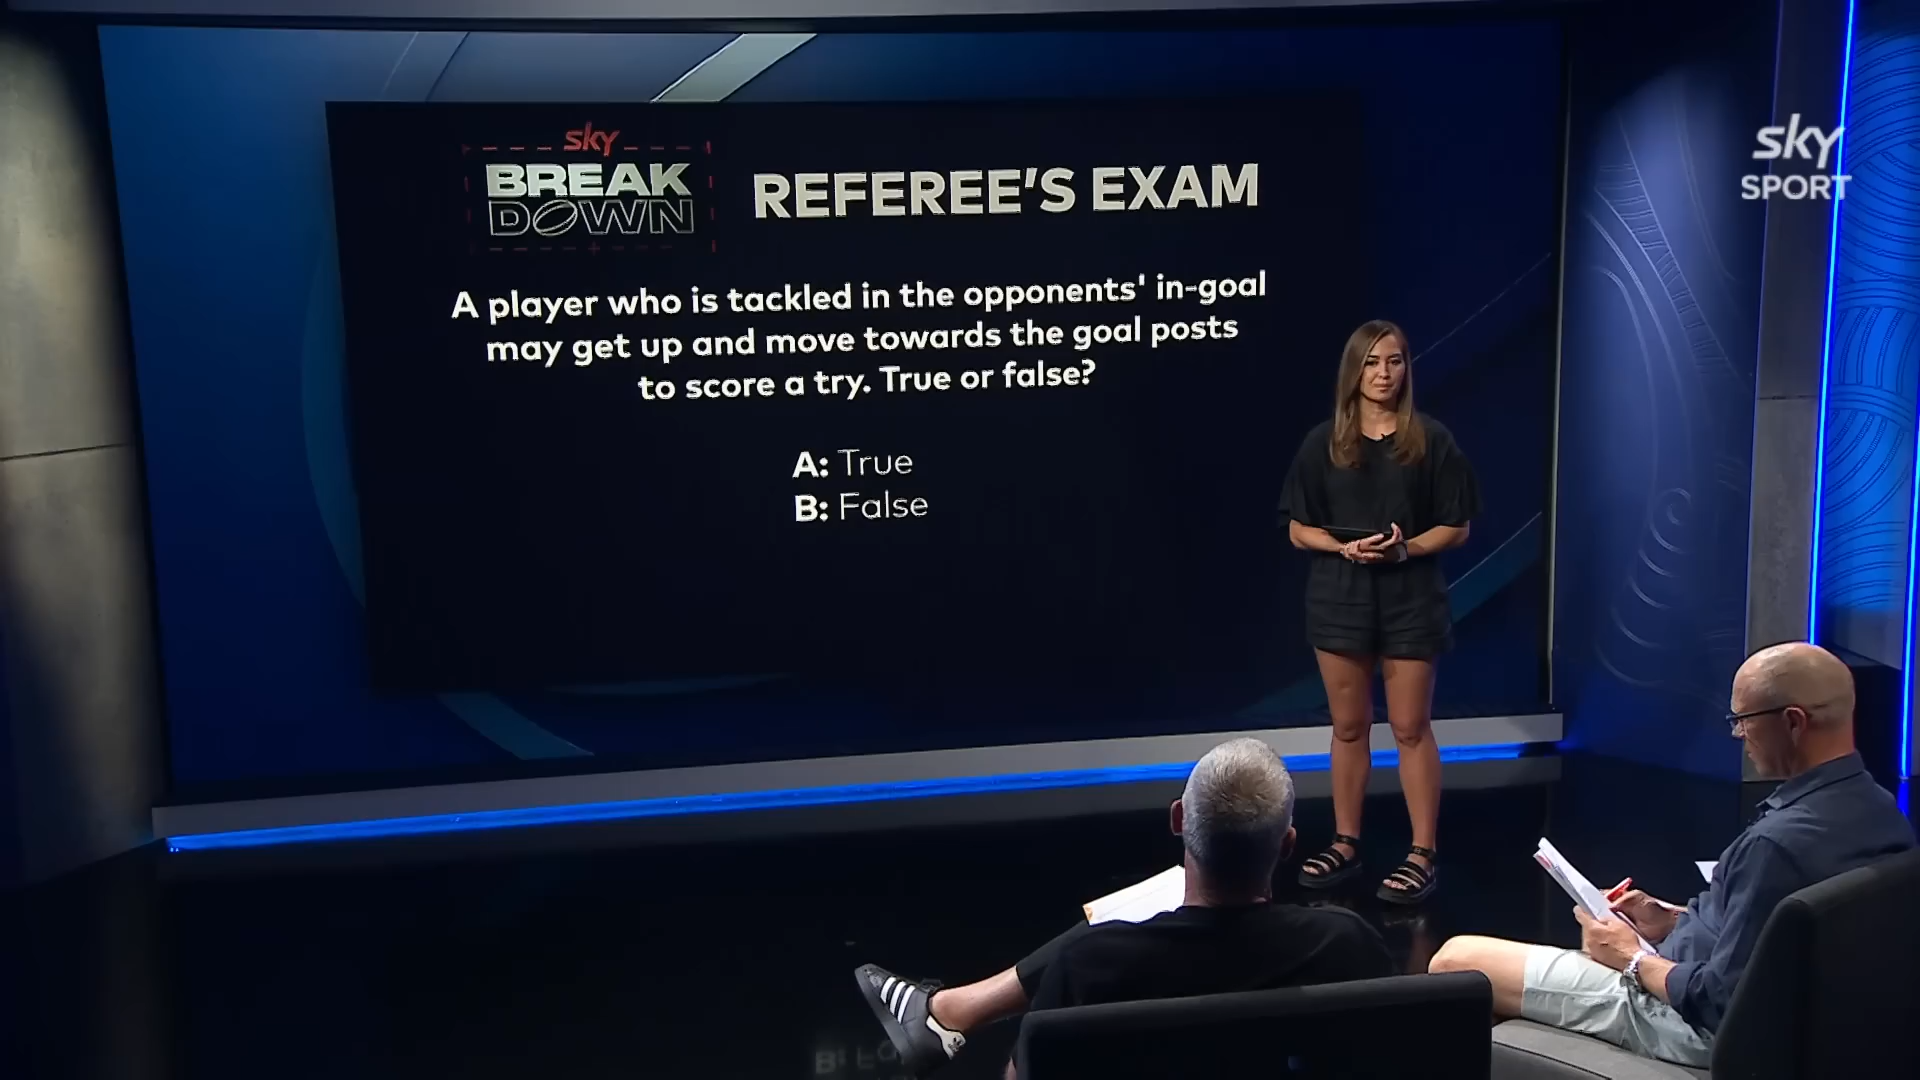 sky
BREAK
DOWN
REFEREE'S EXAM
A player who is tackled in the opponents' in-goal
may get up and move towards the goal posts
to score a try. True or false?
A: True
B: False
sky
SPORT